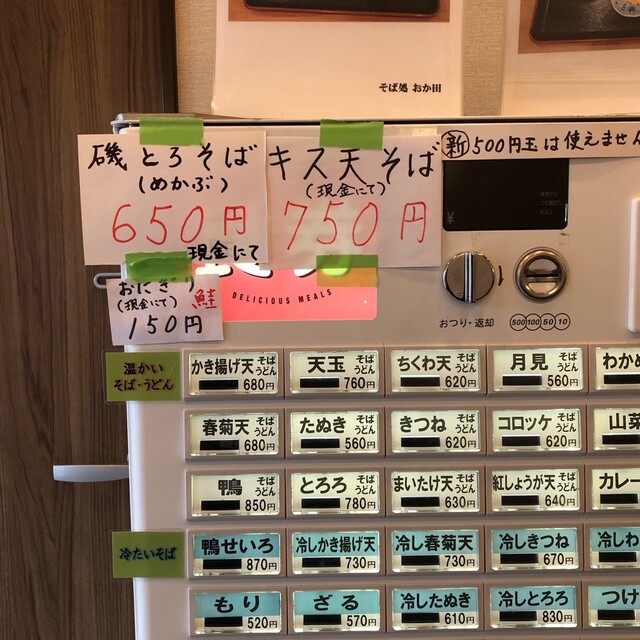 そば処 おか田
磯とろそば
(めかぶ)
650円
現金にて
キス天そば
(現金にて)
750円
新500円玉は使えません
おにぎり
(現金にて)
鮭
150円
DELICIOUS MEALS
¥
おつり・返却
500 100 50 10
温かい
そば・うどん
かき揚げ天 そば うどん 680円
天玉 そば うどん 760円
ちくわ天 そば うどん 620円
月見 そば うどん 560円
わかめ
春菊天 そば うどん 680円
たぬき そば うどん 560円
きつね そば うどん 620円
コロッケ そば うどん 620円
山菜
鴨 そば うどん 850円
とろろ そば うどん 780円
まいたけ天 そば うどん 630円
紅しょうが天 そば うどん 640円
カレー
冷たいそば
鴨せいろ 870円
冷しかき揚げ天 730円
冷し春菊天 730円
冷しきつね 670円
冷しわ
もり 520円
ざる 570円
冷したぬき 610円
冷しとろろ 830円
つけ